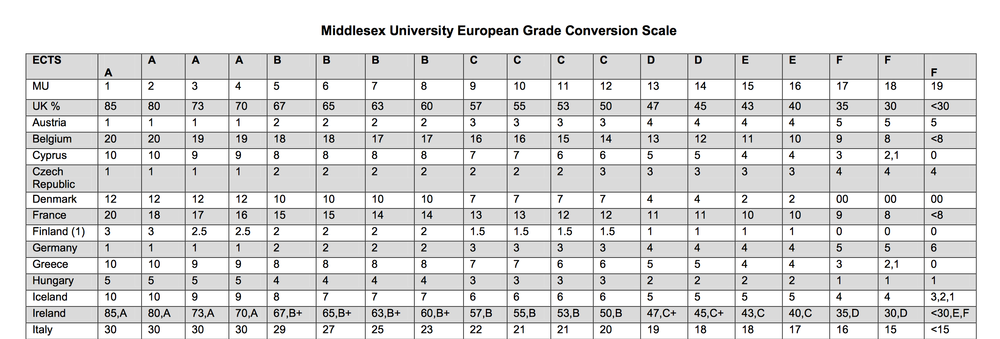 Middlesex University European Grade Conversion Scale
ECTS A A A A B B B B C C C C D D E E F F F
MU 1 2 3 4 5 6 7 8 9 10 11 12 13 14 15 16 17 18 19
UK % 85 80 73 70 67 65 63 60 57 55 53 50 47 45 43 40 35 30 <30
Austria 1 1 1 1 2 2 2 2 3 3 3 3 4 4 4 4 5 5 5
Belgium 20 20 19 19 18 18 17 17 16 16 15 14 13 12 11 10 9 8 <8
Cyprus 10 10 9 9 8 8 8 8 7 7 6 6 5 5 4 4 3 2,1 0
Czech Republic 1 1 1 1 2 2 2 2 2 2 2 3 3 3 3 3 4 4 4
Denmark 12 12 12 12 10 10 10 10 7 7 7 7 4 4 2 2 00 00 00
France 20 18 17 16 15 15 14 14 13 13 12 12 11 11 10 10 9 8 <8
Finland (1) 3 3 2.5 2.5 2 2 2 2 1.5 1.5 1.5 1.5 1 1 1 1 0 0 0
Germany 1 1 1 1 2 2 2 2 3 3 3 3 4 4 4 4 5 5 6
Greece 10 10 9 9 8 8 8 8 7 7 6 6 5 5 4 4 3 2,1 0
Hungary 5 5 5 5 4 4 4 4 3 3 3 3 2 2 2 2 1 1 1
Iceland 10 10 9 9 8 7 7 7 6 6 6 6 5 5 5 5 4 4 3,2,1
Ireland 85,A 80,A 73,A 70,A 67,B+ 65,B+ 63,B+ 60,B+ 57,B 55,B 53,B 50,B 47,C+ 45,C+ 43,C 40,C 35,D 30,D <30,E,F
Italy 30 30 30 30 29 27 25 23 22 21 21 20 19 18 18 17 16 15 <15